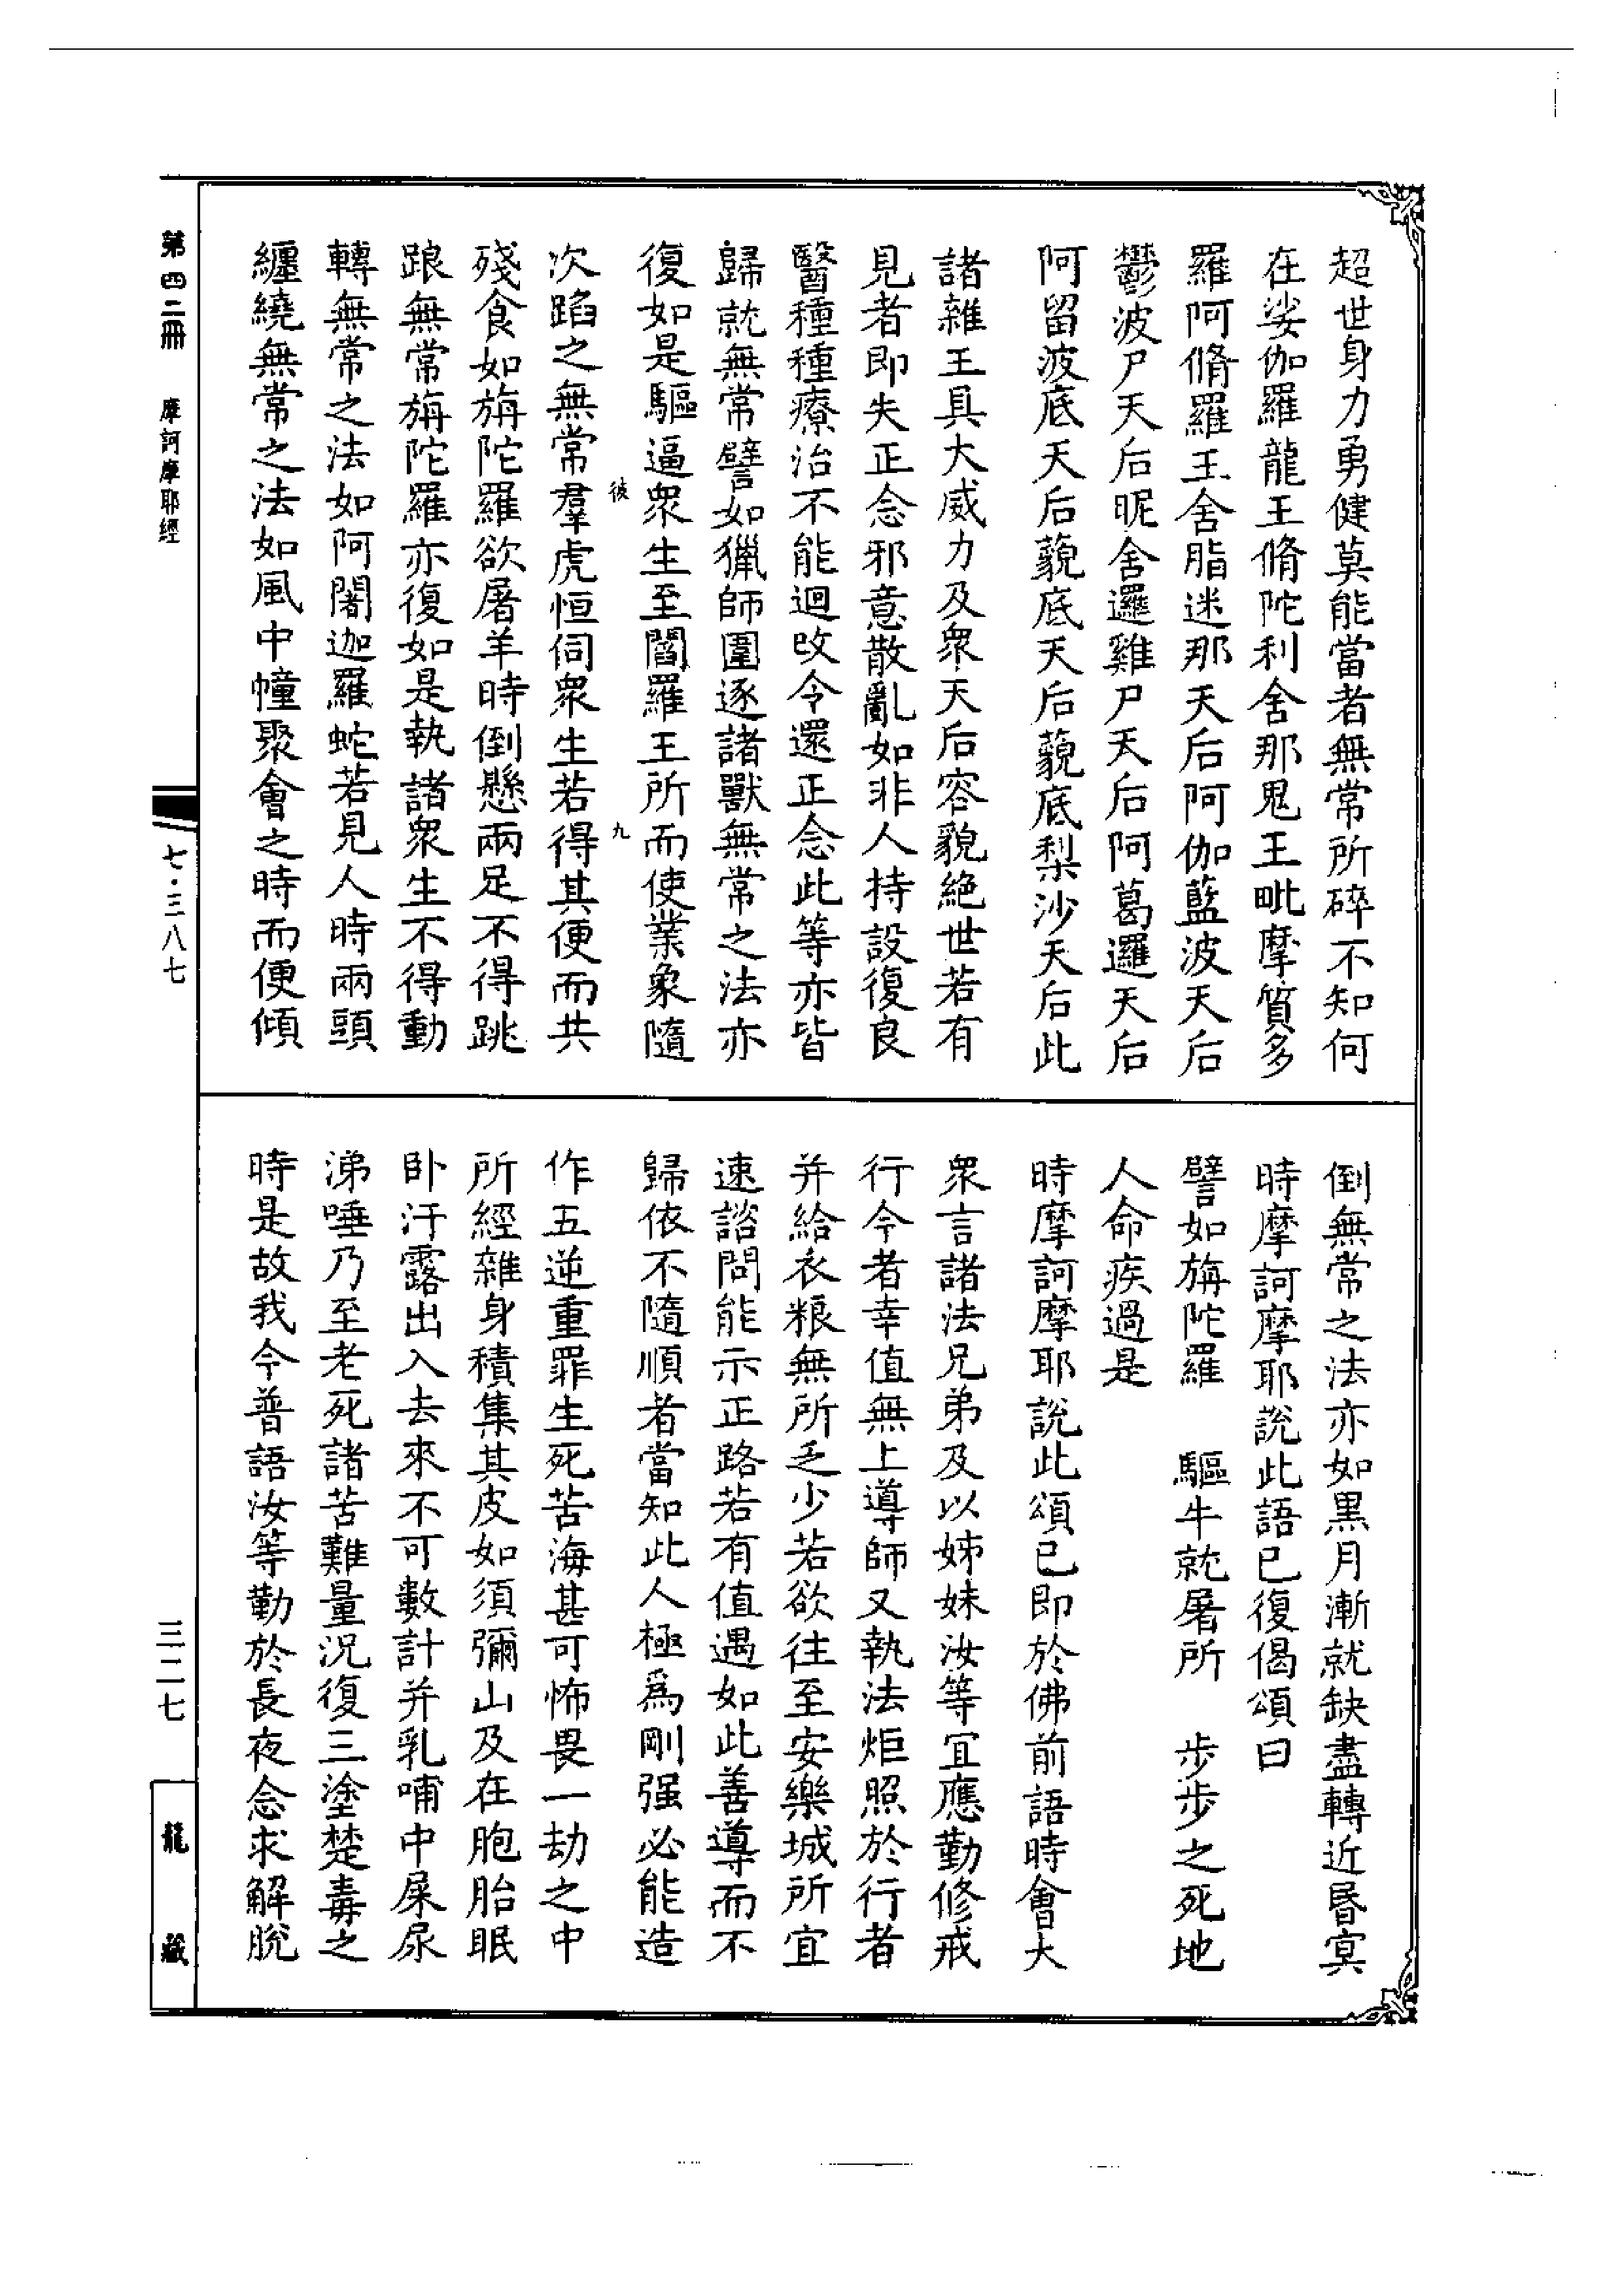 超世身力勇健莫能當者無常所碎不知何
在娑伽羅龍王脩陀利舍那鬼王毗摩質多
羅阿脩羅王舍脂迷那天后阿伽藍波天后
鬱波尸天后昵舍邏雞尸天后阿葛邏天后
阿留波底天后藐底天后藐底梨沙天后此
諸雜王具大威力及衆天后容貌絶世若有
見者即失正念邪意散亂如非人持設復良
醫種種療治不能迴改令還正念此等亦皆
歸就無常譬如獵師圍逐諸獸無常之法亦
復如是驅逼衆生至閻羅王所而使業象隨
彼 九
次蹈之無常羣虎恒伺衆生若得其便而共
殘食如旃陀羅欲屠羊時倒懸兩足不得跳
踉無常旃陀羅亦復如是執諸衆生不得動
轉無常之法如阿闍迦羅蛇若見人時兩頭
纏繞無常之法如風中幢聚會之時而便傾
倒無常之法亦如黑月漸就缺盡轉近昬冥
時摩訶摩耶說此語已復偈頌曰
譬如旃陀羅 驅牛就屠所 步步之死地
人命疾過是
時摩訶摩耶說此頌已即於佛前語時會大
衆言諸法兄弟及以姊妹汝等宜應勤修戒
行今者幸值無上導師又執法炬照於行者
并給衣粮無所乏少若欲往至安樂城所宜
速諮問能示正路若有值遇如此善導而不
歸依不隨順者當知此人極爲剛强必能造
作五逆重罪生死苦海甚可怖畏一劫之中
所經雜身積集其皮如須彌山及在胞胎眠
卧汗露出入去來不可數計并乳哺中屎尿
涕唾乃至老死諸苦難量況復三塗楚毒之
時是故我今普語汝等勤於長夜念求解脫
第四二冊 摩訶摩耶經
七·三八七
三二七
龍藏